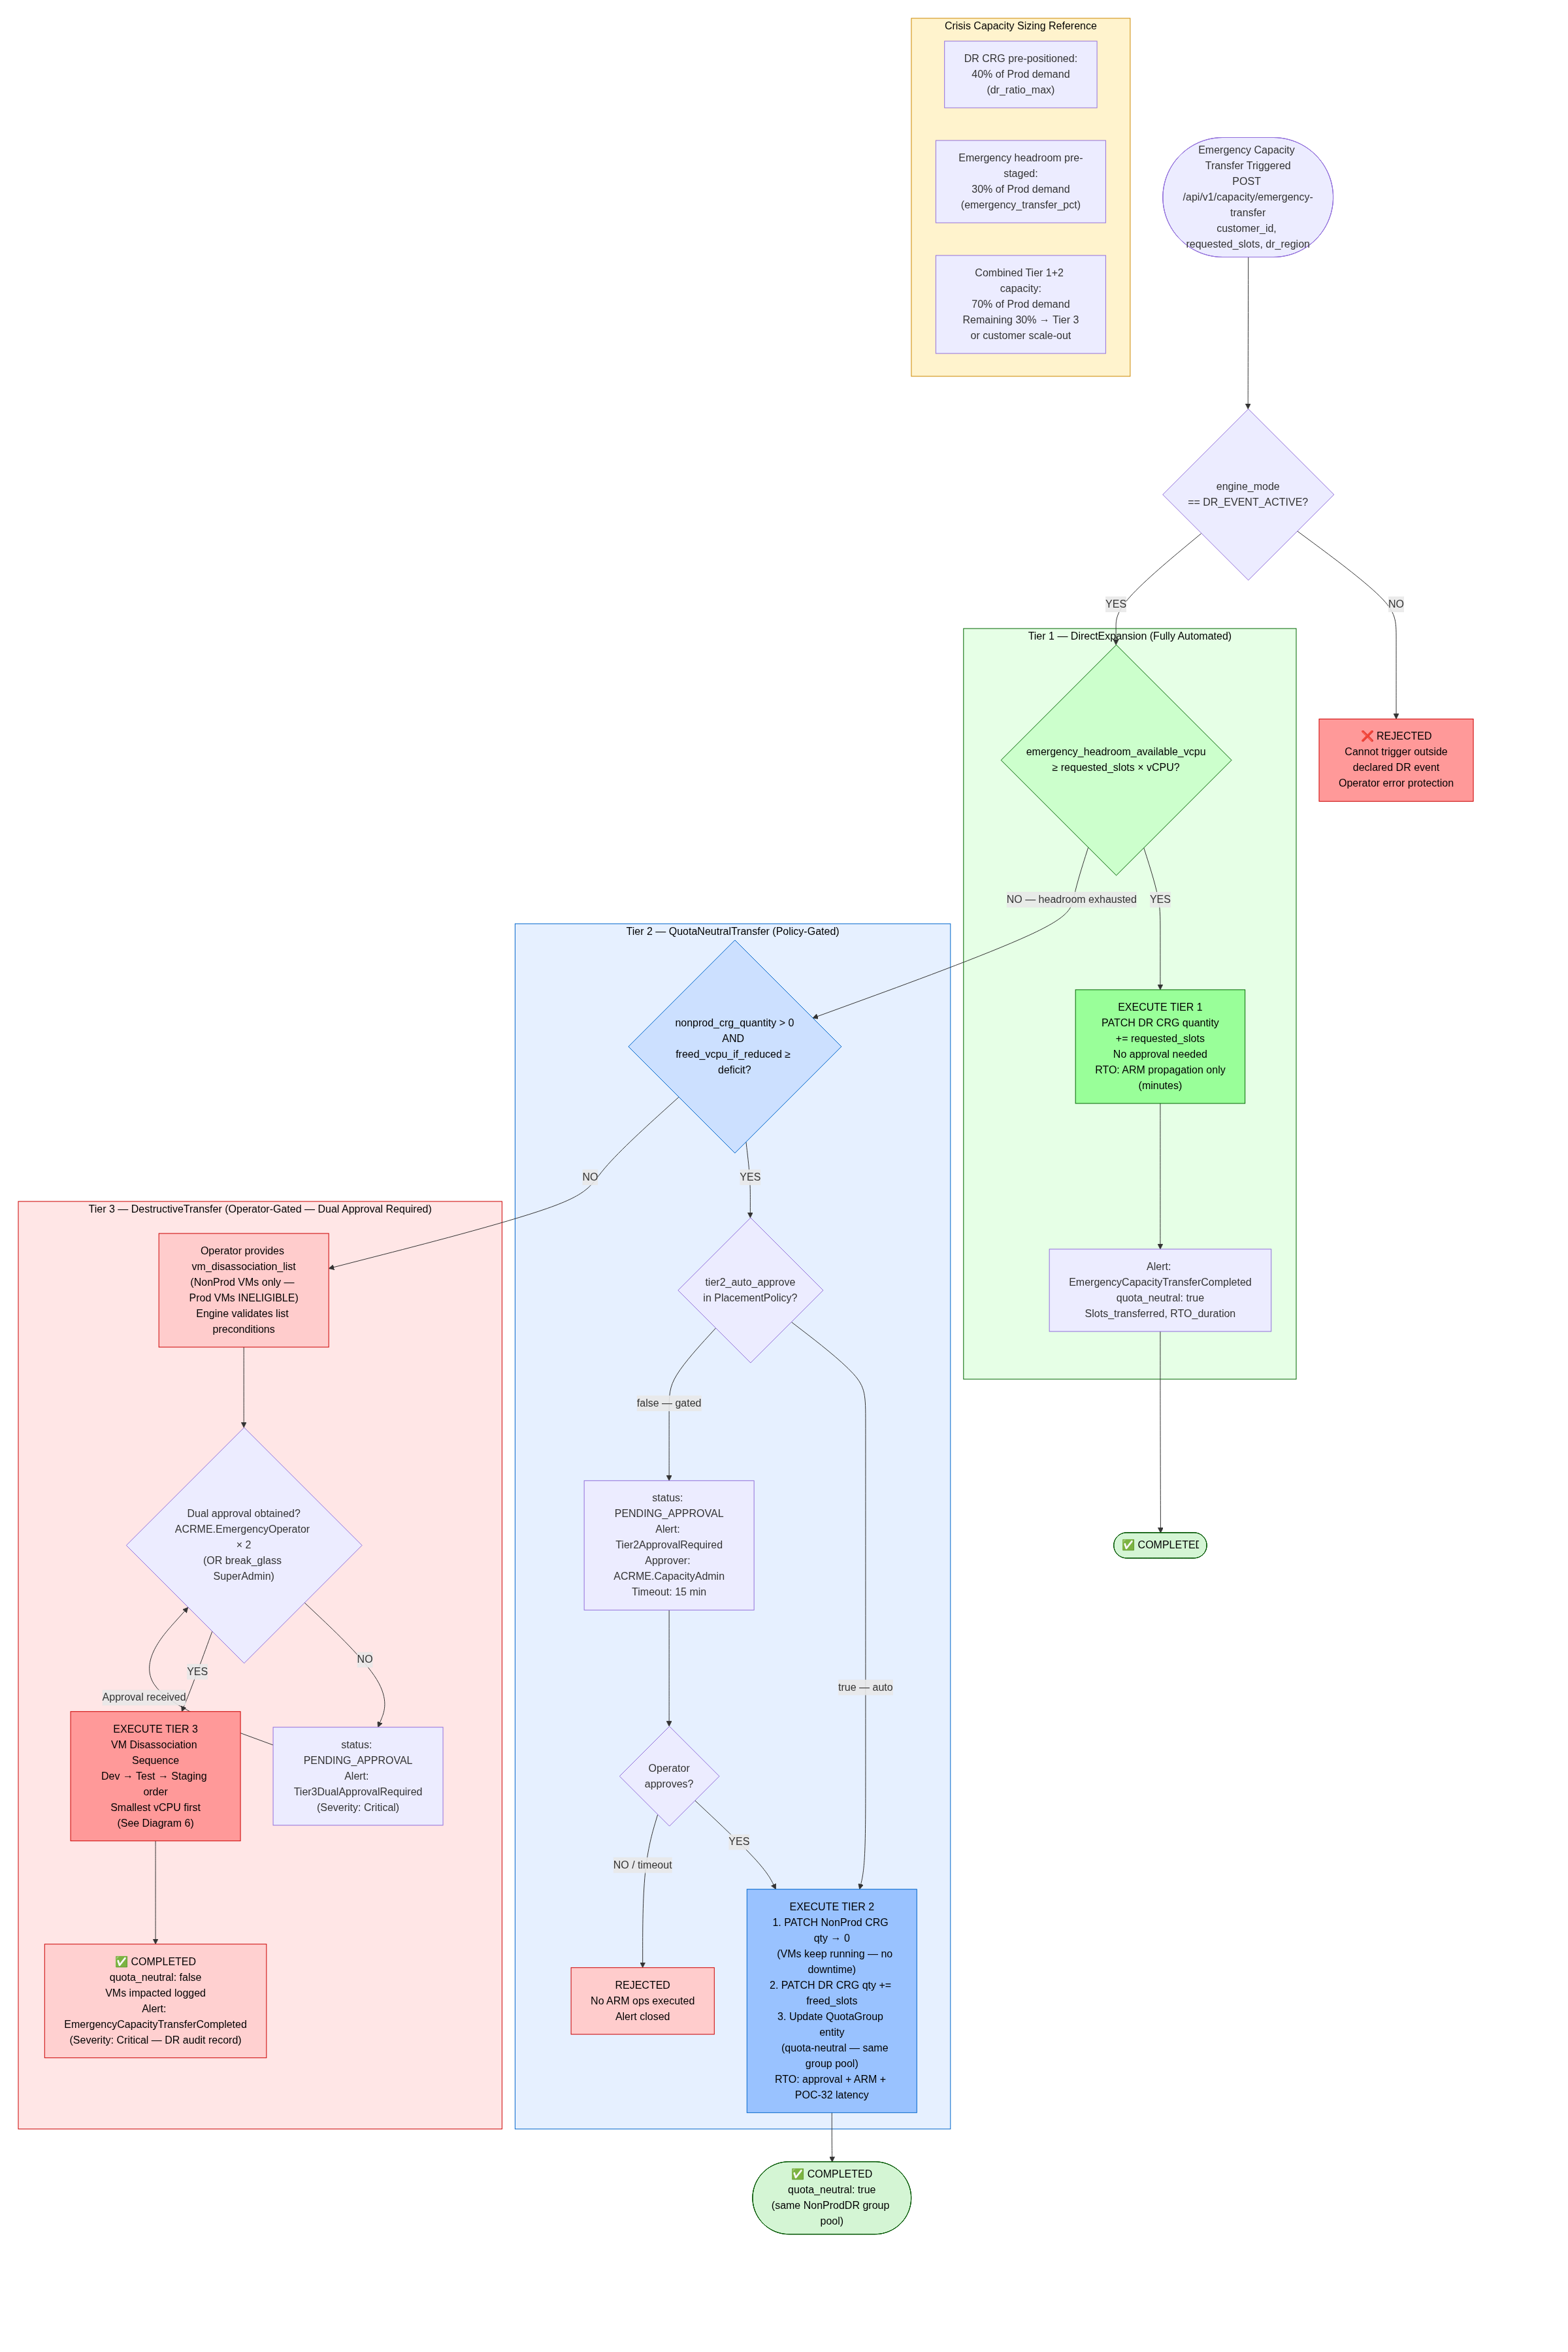 Crisis Capacity Sizing Reference
DR CRG pre-positioned:
40% of Prod demand
(dr_ratio_max)
Emergency headroom pre-
staged:
30% of Prod demand
(emergency_transfer_pct)
Combined Tier 1+2
capacity:
70% of Prod demand
Remaining 30% → Tier 3
or customer scale-out
Emergency Capacity
Transfer Triggered
POST
/api/v1/capacity/emergency-
transfer
customer_id,
requested_slots, dr_region
engine_mode
== DR_EVENT_ACTIVE?
YES
NO
❌ REJECTED
Cannot trigger outside
declared DR event
Operator error protection
Tier 1 — DirectExpansion (Fully Automated)
emergency_headroom_available_vcpu
≥ requested_slots × vCPU?
NO — headroom exhausted
YES
EXECUTE TIER 1
PATCH DR CRG quantity
+= requested_slots
No approval needed
RTO: ARM propagation only
(minutes)
Alert:
EmergencyCapacityTransferCompleted
quota_neutral: true
Slots_transferred, RTO_duration
✅ COMPLETED
Tier 2 — QuotaNeutralTransfer (Policy-Gated)
nonprod_crg_quantity > 0
AND
freed_vcpu_if_reduced ≥
deficit?
NO
YES
tier2_auto_approve
in PlacementPolicy?
false — gated
true — auto
status:
PENDING_APPROVAL
Alert:
Tier2ApprovalRequired
Approver:
ACRME.CapacityAdmin
Timeout: 15 min
Operator
approves?
NO / timeout
YES
REJECTED
No ARM ops executed
Alert closed
EXECUTE TIER 2
1. PATCH NonProd CRG
qty → 0
(VMs keep running — no
downtime)
2. PATCH DR CRG qty +=
freed_slots
3. Update QuotaGroup
entity
(quota-neutral — same
group pool)
RTO: approval + ARM +
POC-32 latency
✅ COMPLETED
quota_neutral: true
(same NonProdDR group
pool)
Tier 3 — DestructiveTransfer (Operator-Gated — Dual Approval Required)
Operator provides
vm_disassociation_list
(NonProd VMs only —
Prod VMs INELIGIBLE)
Engine validates list
preconditions
Dual approval obtained?
ACRME.EmergencyOperator
× 2
(OR break_glass
SuperAdmin)
YES
NO
Approval received
EXECUTE TIER 3
VM Disassociation
Sequence
Dev → Test → Staging
order
Smallest vCPU first
(See Diagram 6)
status:
PENDING_APPROVAL
Alert:
Tier3DualApprovalRequired
(Severity: Critical)
✅ COMPLETED
quota_neutral: false
VMs impacted logged
Alert:
EmergencyCapacityTransferCompleted
(Severity: Critical — DR audit record)